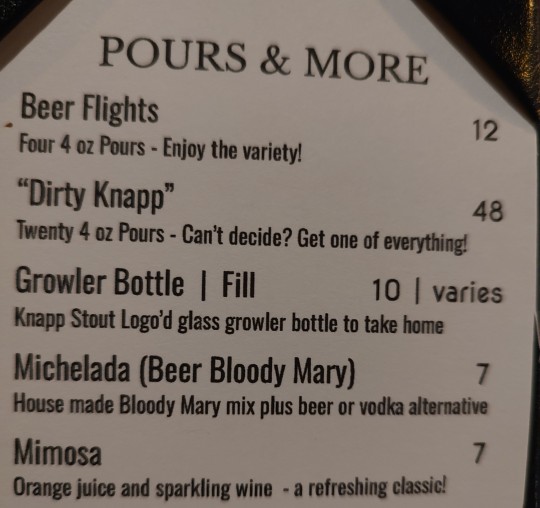 POURS & MORE
Beer Flights 12
Four 4 oz Pours - Enjoy the variety!
“Dirty Knapp” 48
Twenty 4 oz Pours - Can’t decide? Get one of everything!
Growler Bottle | Fill 10 | varies
Knapp Stout Logo’d glass growler bottle to take home
Michelada (Beer Bloody Mary) 7
House made Bloody Mary mix plus beer or vodka alternative
Mimosa 7
Orange juice and sparkling wine - a refreshing classic!